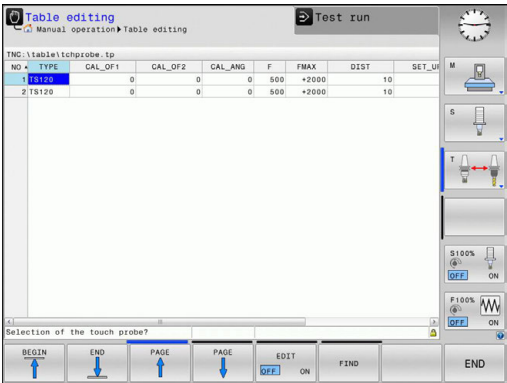 Table editing
Manual operation Table editing
Test run
TNC:\table\tchprobe.tp
NO TYPE CAL_OF1 CAL_OF2 CAL_ANG F FMAX DIST SET_UP
1 TS120 0 0 0 500 +2000 10
2 TS120 0 0 0 500 +2000 10
M
S
T
S100%
OFF ON
F100%
OFF ON
Selection of the touch probe?
BEGIN
END
PAGE
PAGE
EDIT
OFF ON
FIND
END